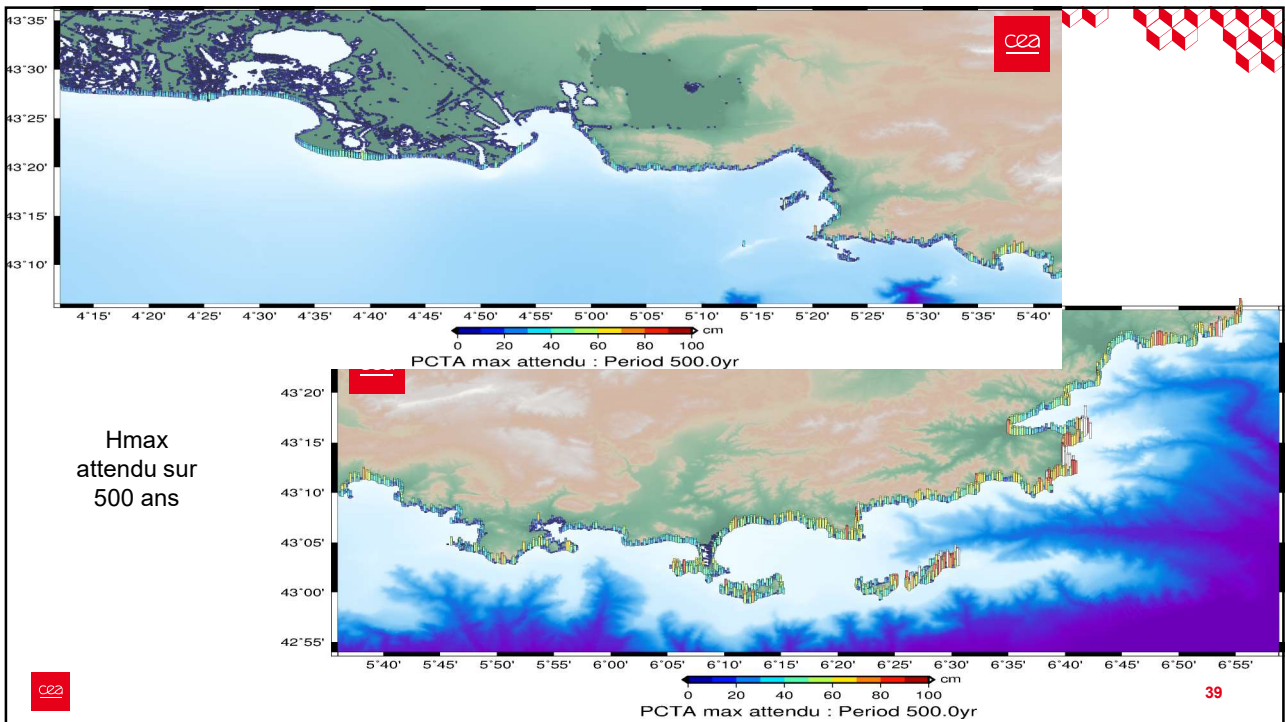 43˚35'
43˚30'
43˚25'
43˚20'
43˚15'
43˚10'
cea
4˚15' 4˚20' 4˚25' 4˚30' 4˚35' 4˚40' 4˚45' 4˚50' 4˚55' 5˚00' 5˚05' 5˚10' 5˚15' 5˚20' 5˚25' 5˚30' 5˚35' 5˚40'
cm
0 20 40 60 80 100
PCTA max attendu : Period 500.0yr
Hmax
attendu sur
500 ans
43˚20'
43˚15'
43˚10'
43˚05'
43˚00'
42˚55'
5˚40' 5˚45' 5˚50' 5˚55' 6˚00' 6˚05' 6˚10' 6˚15' 6˚20' 6˚25' 6˚30' 6˚35' 6˚40' 6˚45' 6˚50' 6˚55'
cm
0 20 40 60 80 100
PCTA max attendu : Period 500.0yr
cea
39